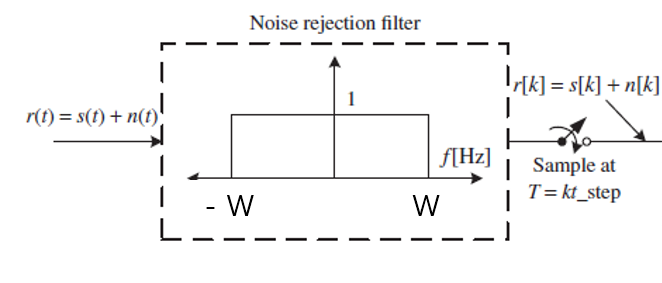 Noise rejection filter
r(t) = s(t) + n(t)
1
f[Hz]
- W
W
r[k] = s[k] + n[k]
Sample at
T = kt_step